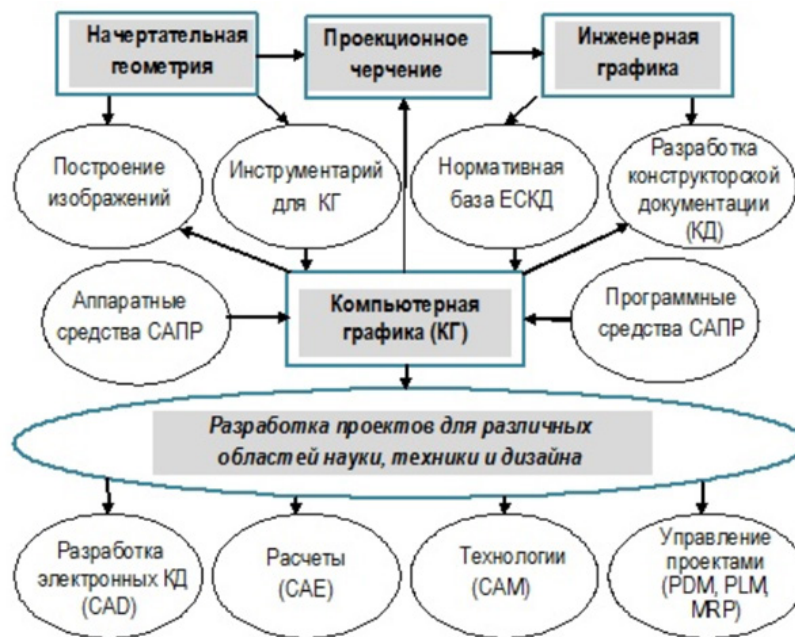 Начертательная
геометрия
Проекционное
черчение
Инженерная
графика
Построение
изображений
Инструментарий
для КГ
Нормативная
база ЕСКД
Разработка
конструкторской
документации
(КД)
Аппаратные
средства САПР
Компьютерная
графика (КГ)
Программные
средства САПР
Разработка проектов для различных
областей науки, техники и дизайна
Разработка
электронных КД
(CAD)
Расчеты
(CAE)
Технологии
(CAM)
Управление
проектами
(PDM, PLM,
MRP)